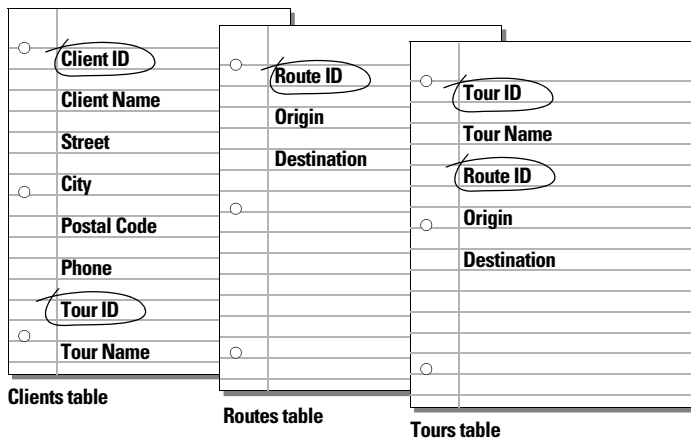 Client ID
Client Name
Street
City
Postal Code
Phone
Tour ID
Tour Name
Clients table
Route ID
Origin
Destination
Routes table
Tour ID
Tour Name
Route ID
Origin
Destination
Tours table